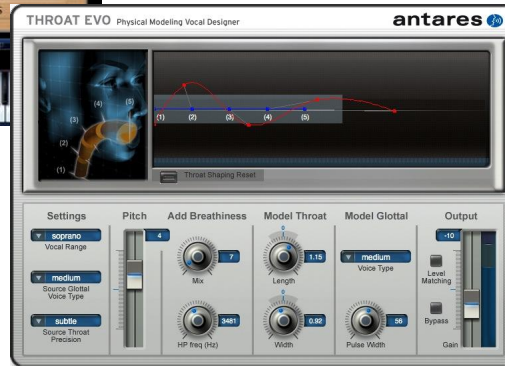 THROAT EVO Physical Modeling Vocal Designer
antares
(1) (2) (3) (4) (5)
(1) (2) (3) (4) (5)
Throat Shaping Reset
Settings
soprano
Vocal Range
medium
Source Glottal
Voice Type
subtle
Source Throat
Precision
Pitch
4
Add Breathiness
7
Mix
3481
HP freq (Hz)
Model Throat
0
1.15
Length
0
0.92
Width
Model Glottal
medium
Voice Type
56
Pulse Width
Output
-10
Level
Matching
Bypass
Gain